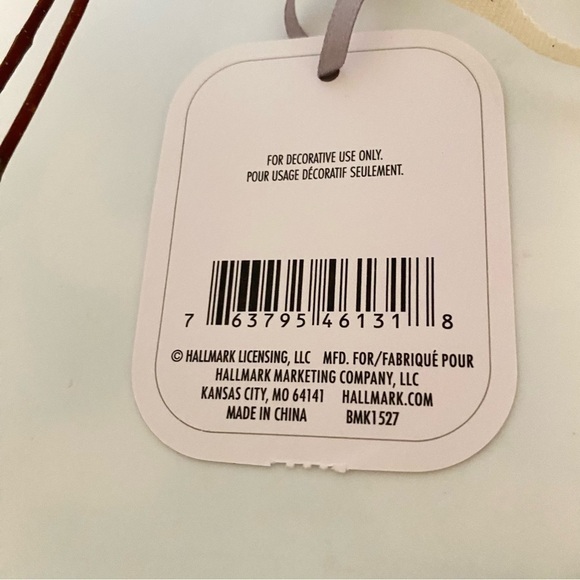 FOR DECORATIVE USE ONLY.
POUR USAGE DÉCORATIF SEULEMENT.
7 63795 46131 8
© HALLMARK LICENSING, LLC MFD. FOR/FABRIQUÉ POUR
HALLMARK MARKETING COMPANY, LLC
KANSAS CITY, MO 64141 HALLMARK.COM
MADE IN CHINA BMK1527